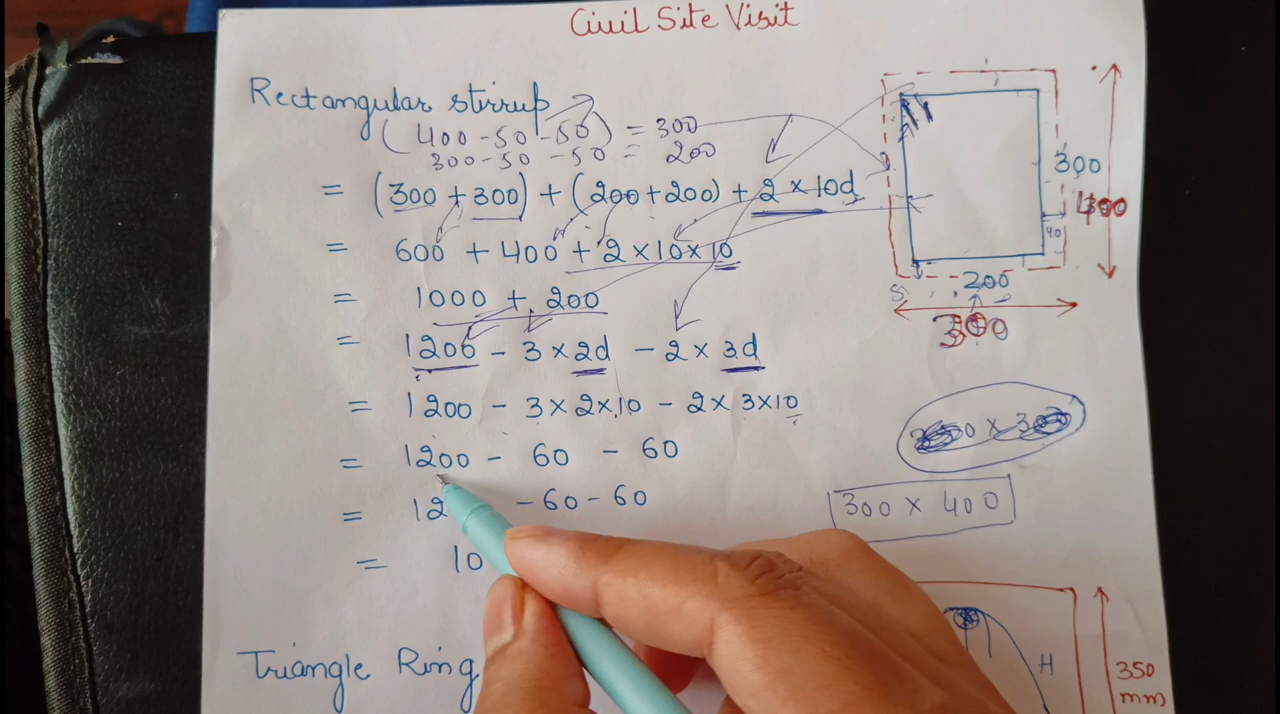 Civil Site Visit
Rectangular stirrup
(400 - 50 - 50) = 300
300 - 50 - 50 = 200
= (300 + 300) + (200 + 200) + 2 × 10d
= 600 + 400 + 2 × 10 × 10
= 1000 + 200
= 1200 - 3 × 2d - 2 × 3d
= 1200 - 3 × 2 × 10 - 2 × 3 × 10
= 1200 - 60 - 60
= 12 - 60 - 60
= 10
300
40
200
300 × 400
Triangle Ring
H
350
mm